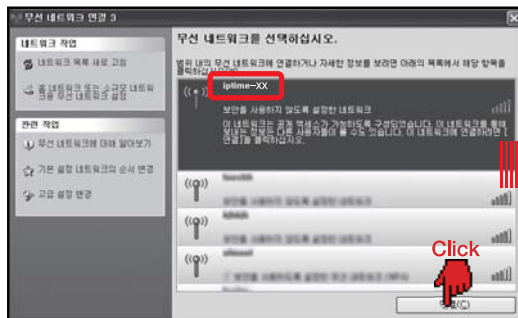 무선 네트워크 연결 3
네트워크 작업
네트워크 목록 새로 고침
홈 네트워크 또는 소규모 네트워
크용 무선 네트워크 설정
관련 작업
무선 네트워크에 대해 알아보기
기본 설정 네트워크의 순서 변경
고급 설정 변경
무선 네트워크를 선택하십시오.
범위 내의 무선 네트워크에 연결하거나 자세한 정보를 보려면 아래의 목록에서 해당 항목을
클릭하십시오
iptime-XX
보안을 사용하지 않도록 설정한 네트워크
이 네트워크는 공개 액세스가 가능하도록 구성되었습니다. 이 네트워크를 통해
보내는 정보는 다른 사용자들이 볼 수도 있습니다. 이 네트워크에 연결하려면 [
연결]을 클릭하십시오.
Click
(C)